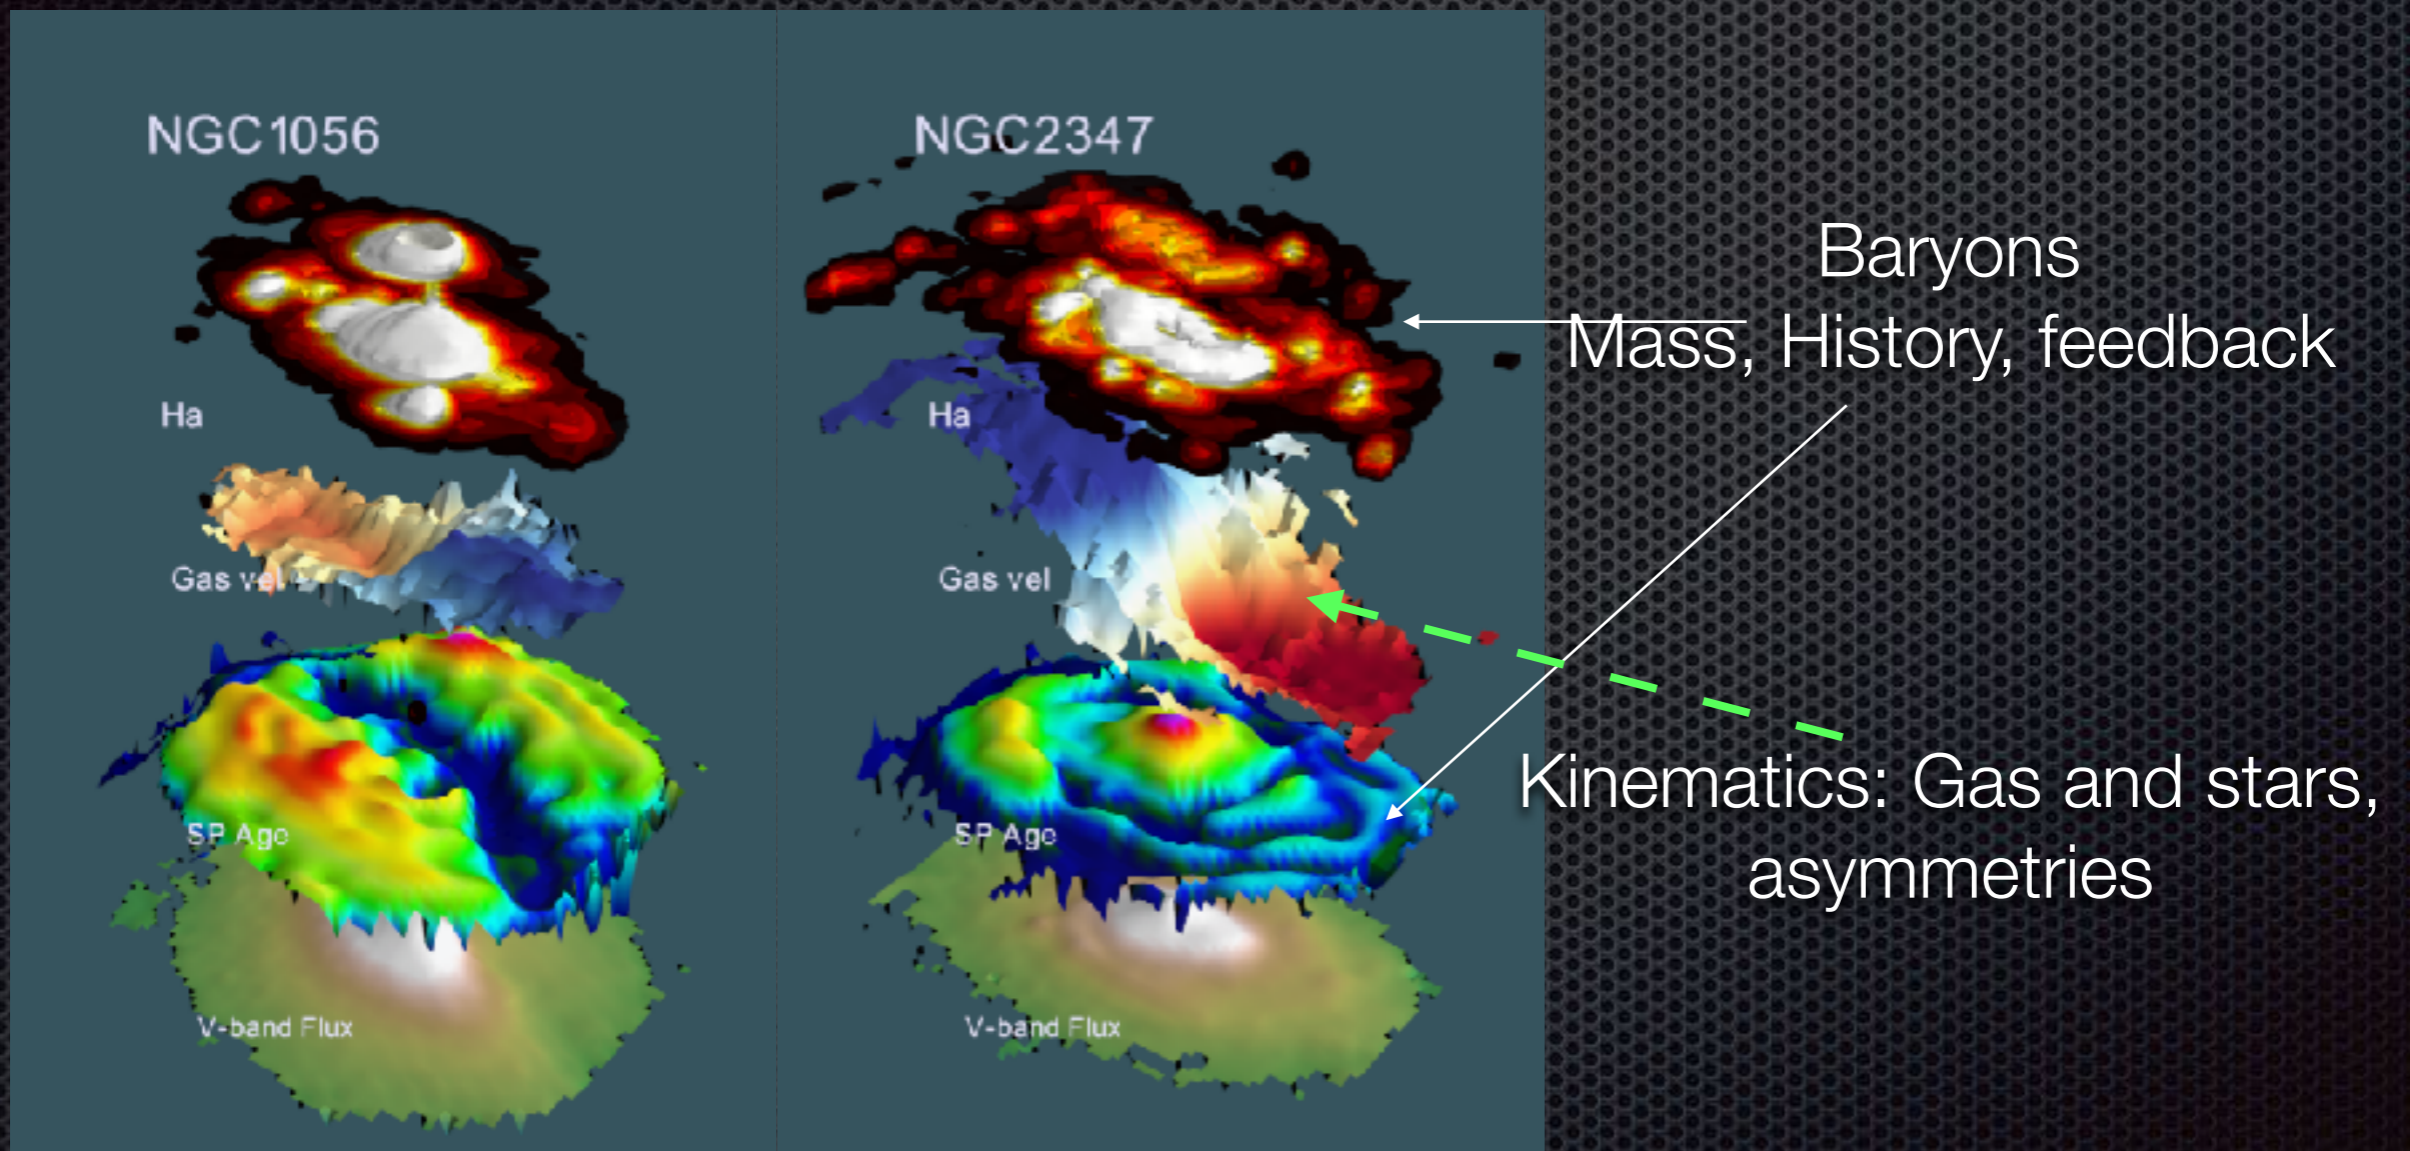 NGC1056
Ha
Gas vel
SP Age
V-band Flux
NGC2347
Ha
Gas vel
SP Age
V-band Flux
Baryons
Mass, History, feedback
Kinematics: Gas and stars,
asymmetries